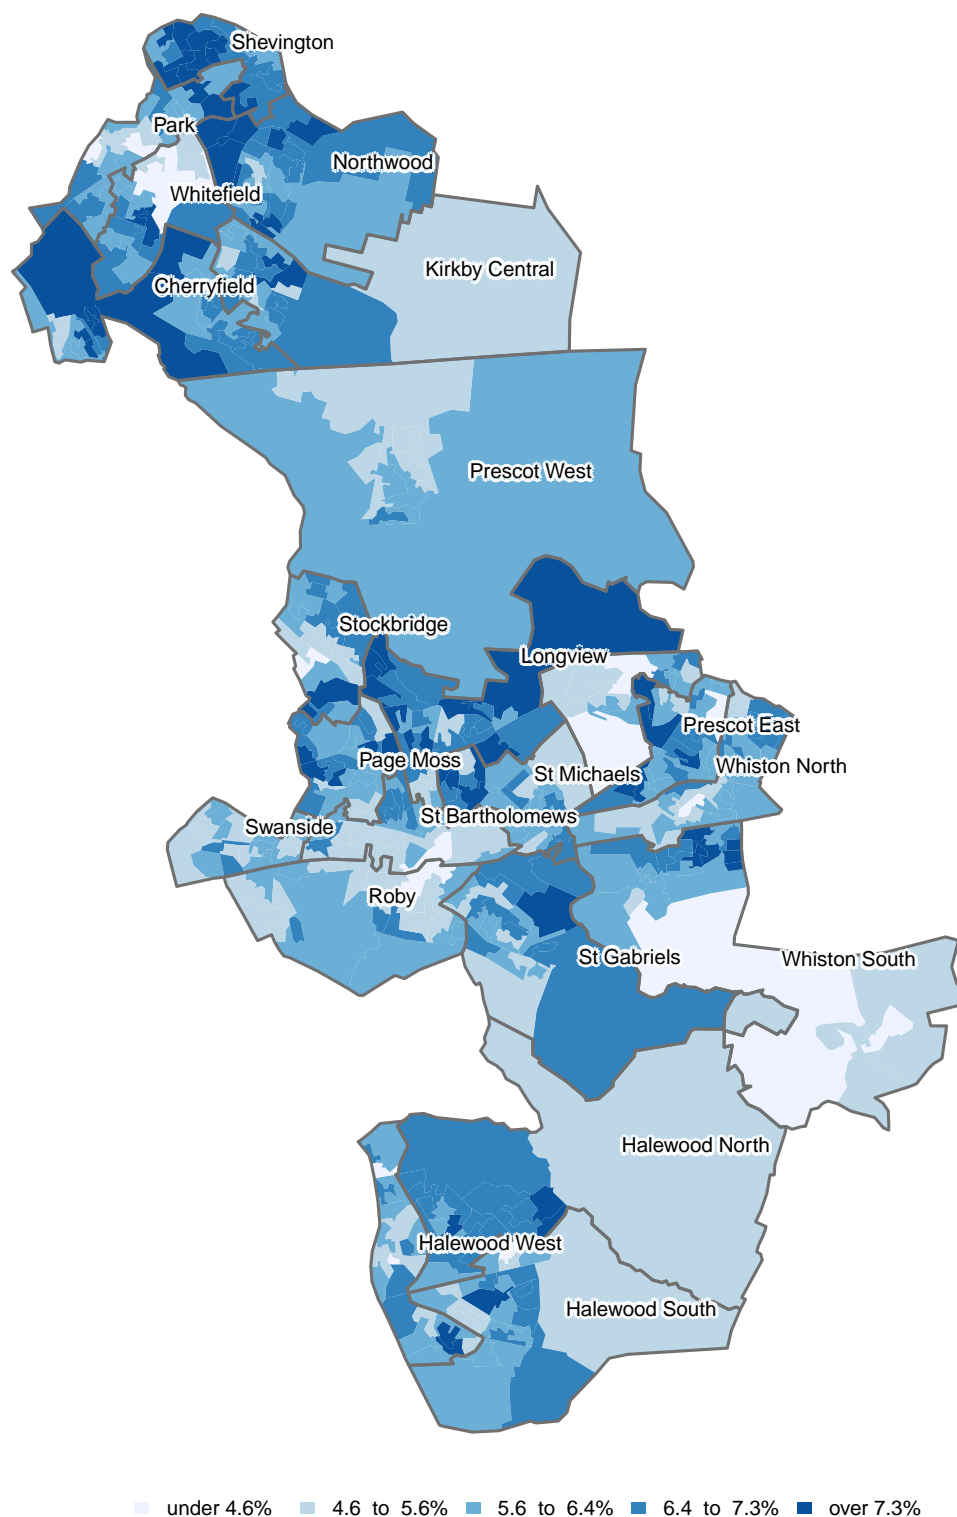 Shevington
Park
Northwood
Whitefield
Kirkby Central
Cherryfield
Prescot West
Stockbridge
Longview
Prescot East
Page Moss
St Michaels
Whiston North
St Bartholomews
Swanside
Roby
St Gabriels
Whiston South
Halewood North
Halewood West
Halewood South
under 4.6% 4.6 to 5.6% 5.6 to 6.4% 6.4 to 7.3% over 7.3%